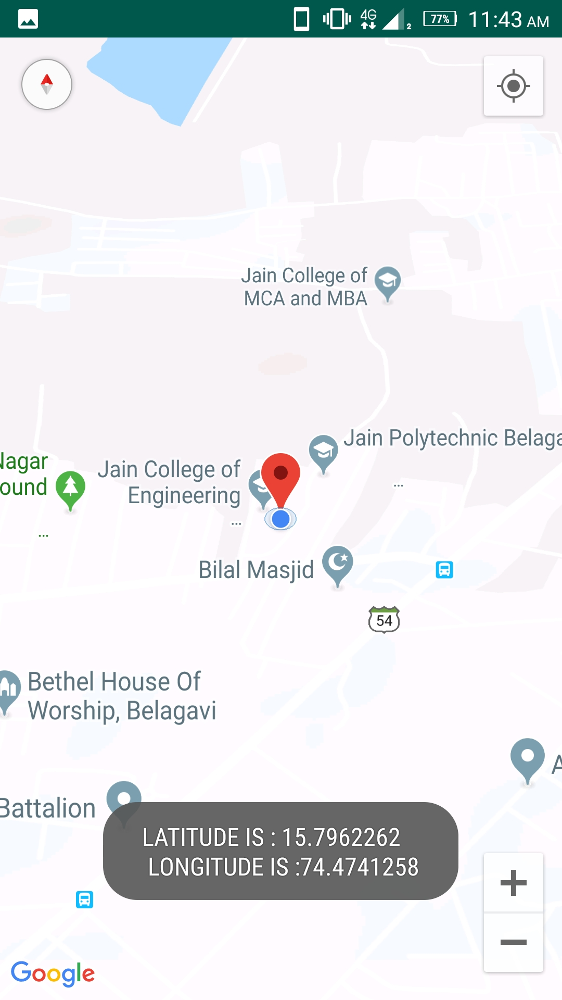 4G
2
77%
11:43 AM
Jain College of
MCA and MBA
Jain Polytechnic Belaga
...
Nagar
ound
...
Jain College of
Engineering
...
Bilal Masjid
54
Bethel House Of
Worship, Belagavi
A
Battalion
LATITUDE IS : 15.7962262
LONGITUDE IS :74.4741258
Google